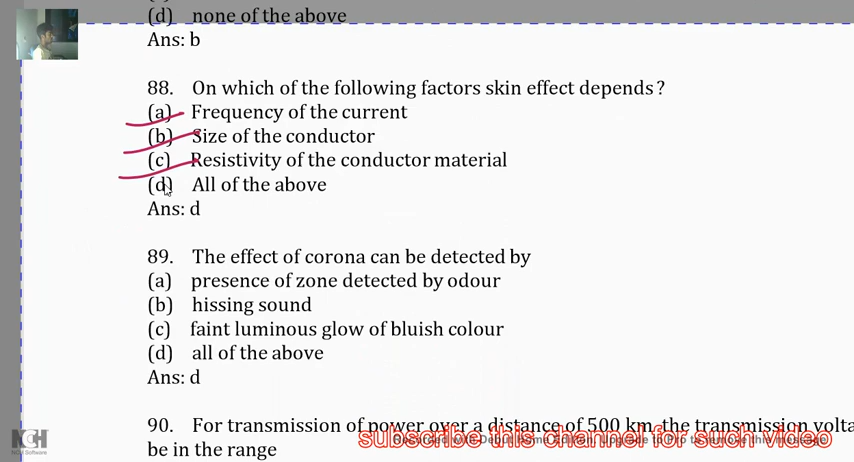 (d) none of the above
Ans: b
88. On which of the following factors skin effect depends?
(a) Frequency of the current
(b) Size of the conductor
(c) Resistivity of the conductor material
(d) All of the above
Ans: d
89. The effect of corona can be detected by
(a) presence of zone detected by odour
(b) hissing sound
(c) faint luminous glow of bluish colour
(d) all of the above
Ans: d
90. For transmission of power over a distance of 500 km, the transmission volta
be in the range
subscribe this channel for such video
NCH
NCH Software